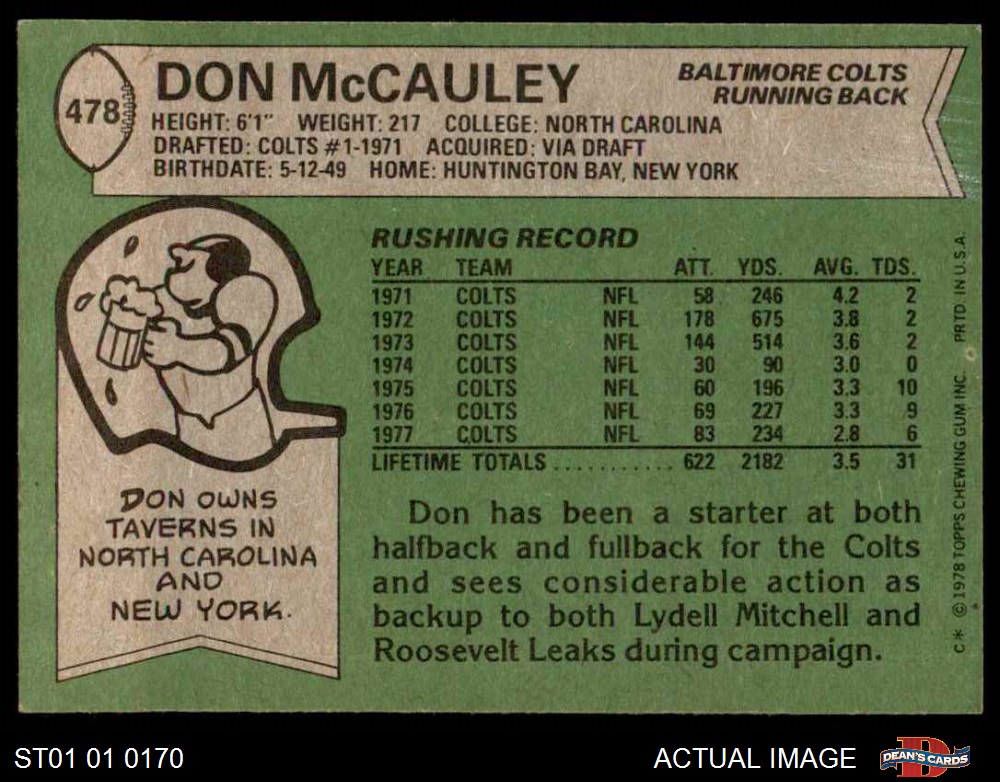 478
DON McCAULEY
BALTIMORE COLTS
RUNNING BACK
HEIGHT: 6'1" WEIGHT: 217 COLLEGE: NORTH CAROLINA
DRAFTED: COLTS #1-1971 ACQUIRED: VIA DRAFT
BIRTHDATE: 5-12-49 HOME: HUNTINGTON BAY, NEW YORK
RUSHING RECORD
YEAR TEAM ATT. YDS. AVG. TDS.
1971 COLTS NFL 58 246 4.2 2
1972 COLTS NFL 178 675 3.8 2
1973 COLTS NFL 144 514 3.6 2
1974 COLTS NFL 30 90 3.0 0
1975 COLTS NFL 60 196 3.3 10
1976 COLTS NFL 69 227 3.3 9
1977 COLTS NFL 83 234 2.8 6
LIFETIME TOTALS ........... 622 2182 3.5 31
DON OWNS
TAVERNS IN
NORTH CAROLINA
AND
NEW YORK.
Don has been a starter at both
halfback and fullback for the Colts
and sees considerable action as
backup to both Lydell Mitchell and
Roosevelt Leaks during campaign.
C* © 1978 TOPPS CHEWING GUM INC. PRTD. IN U.S.A.
ST01 01 0170
ACTUAL IMAGE
DEAN'S CARDS